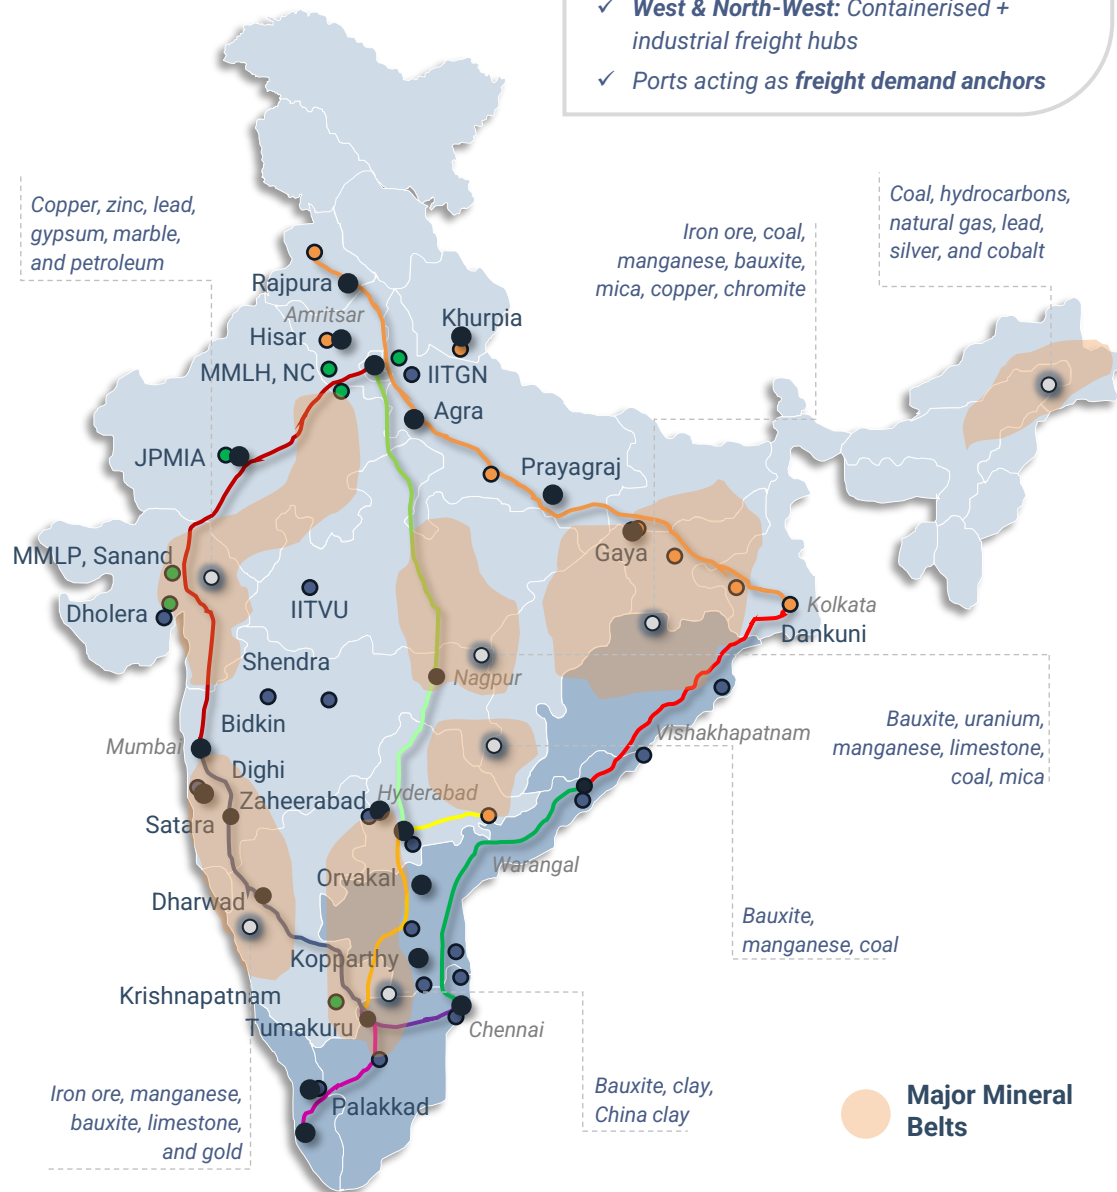 ✓ West & North-West: Containerised +
industrial freight hubs
✓ Ports acting as freight demand anchors
Copper, zinc, lead,
gypsum, marble,
and petroleum
Coal, hydrocarbons,
natural gas, lead,
silver, and cobalt
Iron ore, coal,
manganese, bauxite,
mica, copper, chromite
Rajpura
Amritsar
Hisar
Khurpia
MMLH, NC
IITGN
Agra
JPMIA
Prayagraj
Gaya
MMLP, Sanand
IITVU
Dholera
Kolkata
Dankuni
Shendra
Nagpur
Bidkin
Mumbai
Vishakhapatnam
Bauxite, uranium,
manganese, limestone,
coal, mica
Dighi
Zaheerabad
Hyderabad
Satara
Warangal
Orvakal
Dharwad
Bauxite,
manganese, coal
Kopparthy
Krishnapatnam
Tumakuru
Chennai
Iron ore, manganese,
bauxite, limestone,
and gold
Palakkad
Bauxite, clay,
China clay
Major Mineral
Belts